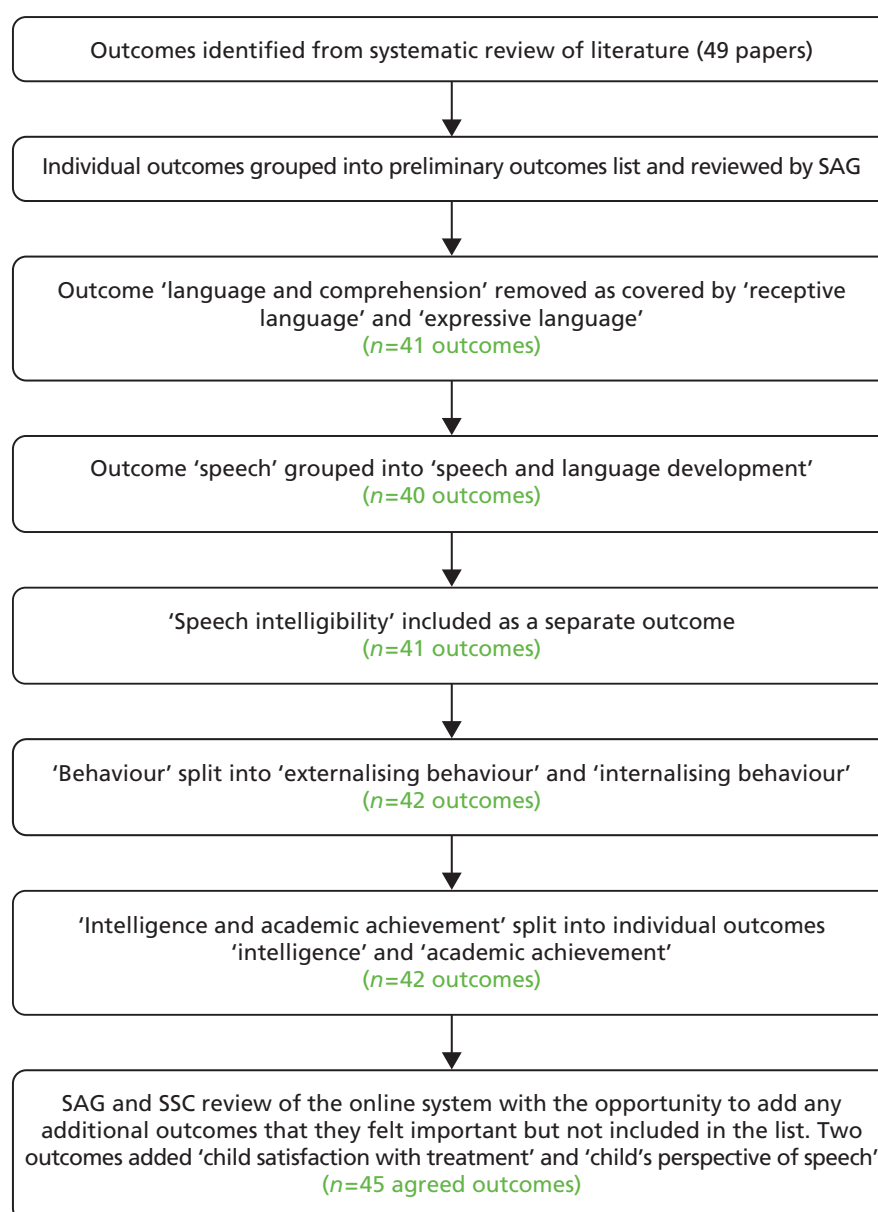 Outcomes identified from systematic review of literature (49 papers)
Individual outcomes grouped into preliminary outcomes list and reviewed by SAG
Outcome ‘language and comprehension’ removed as covered by ‘receptive
language’ and ‘expressive language’
(n=41 outcomes)
Outcome ‘speech’ grouped into ‘speech and language development’
(n=40 outcomes)
‘Speech intelligibility’ included as a separate outcome
(n=41 outcomes)
‘Behaviour’ split into ‘externalising behaviour’ and ‘internalising behaviour’
(n=42 outcomes)
‘Intelligence and academic achievement’ split into individual outcomes
‘intelligence’ and ‘academic achievement’
(n=42 outcomes)
SAG and SSC review of the online system with the opportunity to add any
additional outcomes that they felt important but not included in the list. Two
outcomes added ‘child satisfaction with treatment’ and ‘child’s perspective of speech’
(n=45 agreed outcomes)